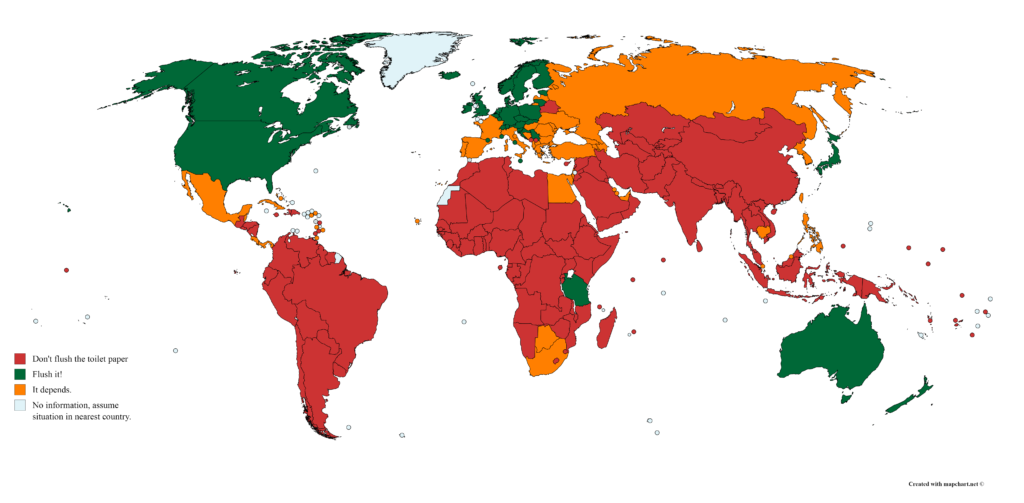 Don't flush the toilet paper
Flush it!
It depends.
No information, assume
situation in nearest country.
Created with mapchart.net ©